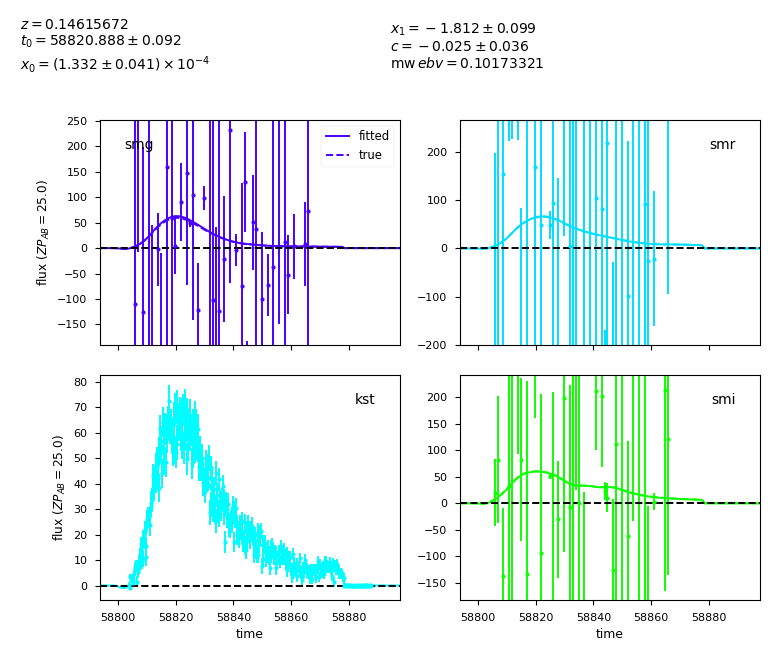 z = 0.14615672
t0 = 58820.888 ± 0.092
x0 = (1.332 ± 0.041) × 10^-4
x1 = −1.812 ± 0.099
c = −0.025 ± 0.036
mw ebv = 0.10173321
250
200
150
100
50
0
−50
−100
−150
flux (ZP_AB = 25.0)
smg
fitted
true
200
100
0
−100
−200
smr
80
70
60
50
40
30
20
10
0
flux (ZP_AB = 25.0)
kst
58800
58820
58840
58860
58880
time
200
150
100
50
0
−50
−100
−150
smi
58800
58820
58840
58860
58880
time